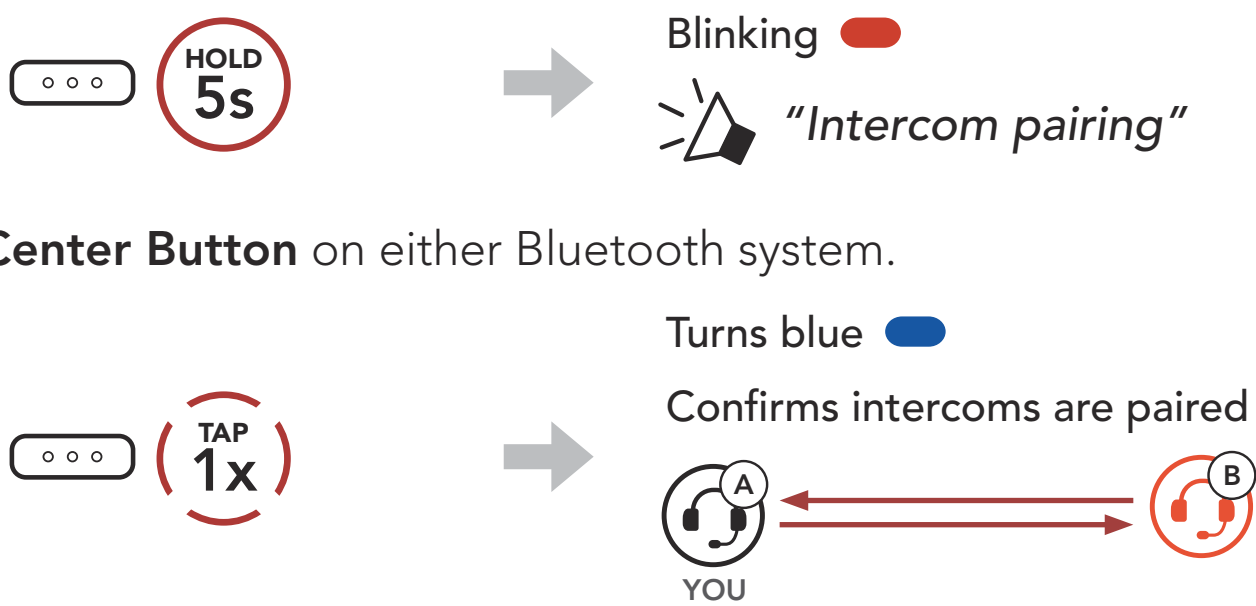 HOLD
5s
Blinking
"Intercom pairing"
Center Button on either Bluetooth system.
TAP
1x
Turns blue
Confirms intercoms are paired
A
B
YOU